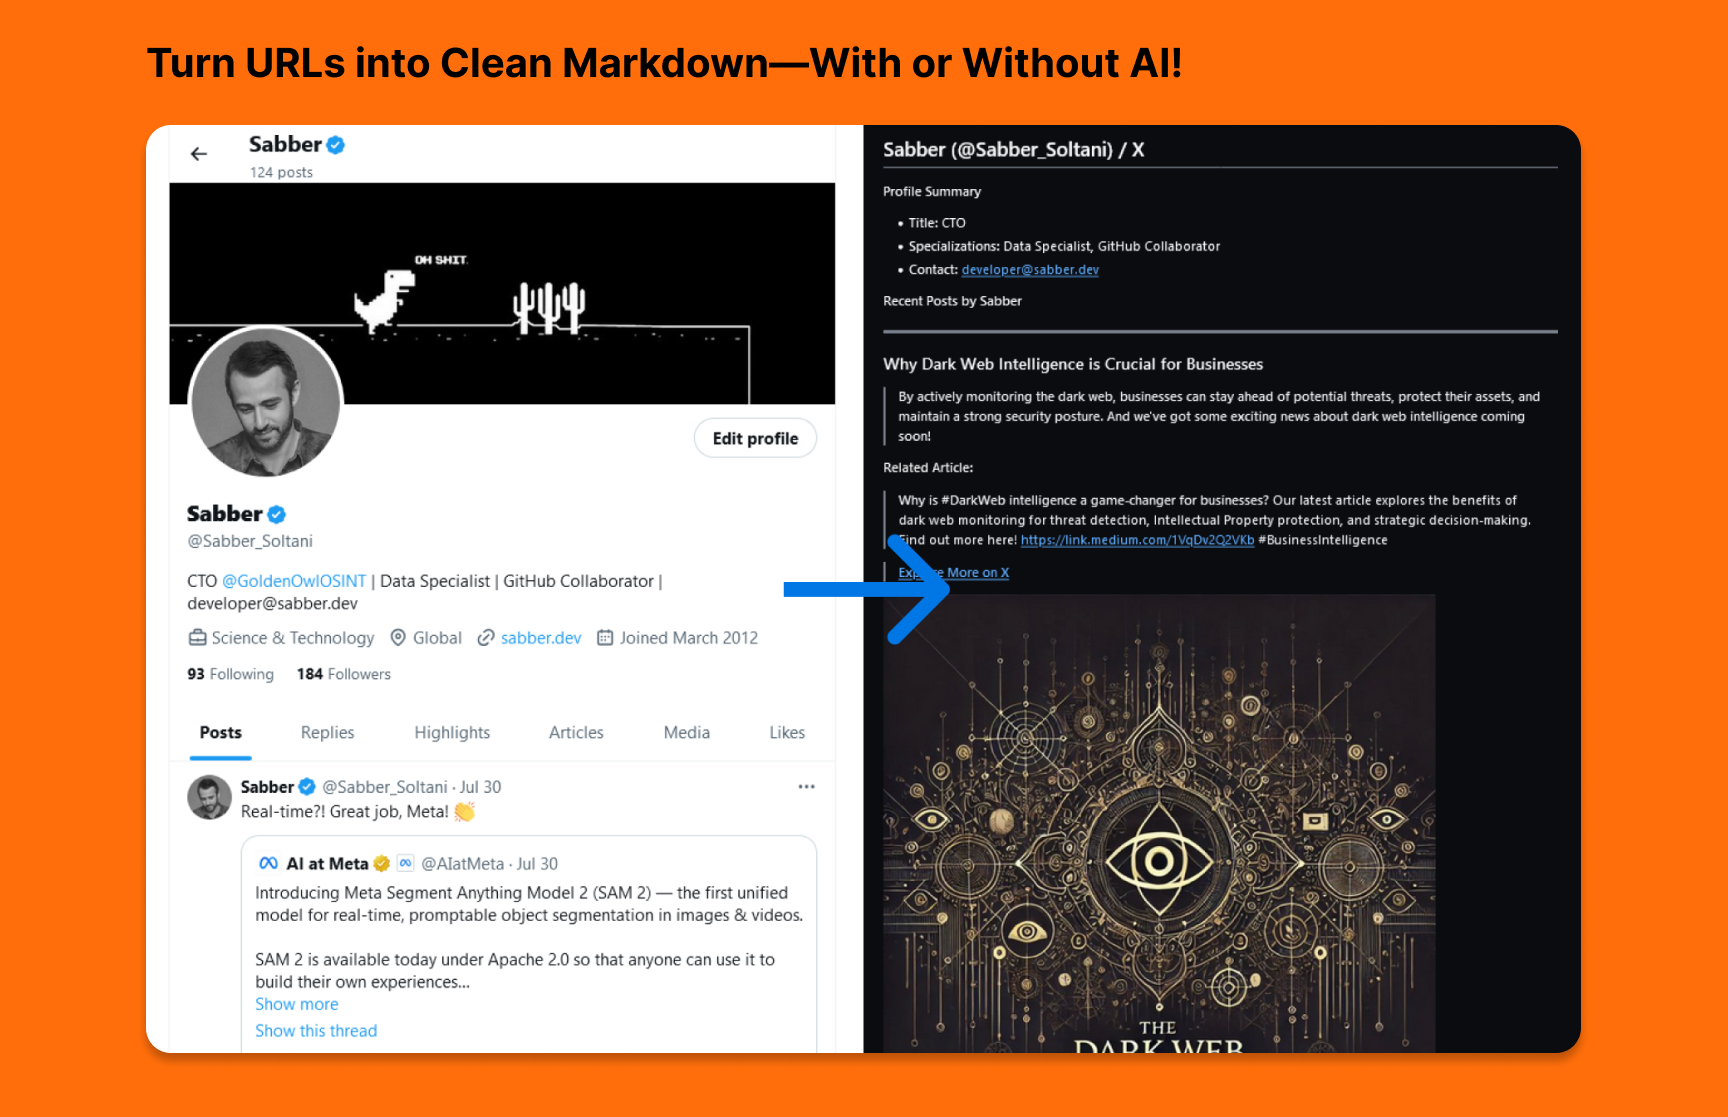 Turn URLs into Clean Markdown—With or Without AI!
Sabber
124 posts
OH SHIT.
Edit profile
Sabber
@Sabber_Soltani
CTO @GoldenOwlOSINT | Data Specialist | GitHub Collaborator |
developer@sabber.dev
Science & Technology Global sabber.dev Joined March 2012
93 Following 184 Followers
Posts Replies Highlights Articles Media Likes
Sabber @Sabber_Soltani · Jul 30
Real-time?! Great job, Meta! 👏
AI at Meta @AIatMeta · Jul 30
Introducing Meta Segment Anything Model 2 (SAM 2) — the first unified
model for real-time, promptable object segmentation in images & videos.
SAM 2 is available today under Apache 2.0 so that anyone can use it to
build their own experiences...
Show more
Show this thread
Sabber (@Sabber_Soltani) / X
Profile Summary
• Title: CTO
• Specializations: Data Specialist, GitHub Collaborator
• Contact: developer@sabber.dev
Recent Posts by Sabber
Why Dark Web Intelligence is Crucial for Businesses
By actively monitoring the dark web, businesses can stay ahead of potential threats, protect their assets, and
maintain a strong security posture. And we've got some exciting news about dark web intelligence coming
soon!
Related Article:
Why is #DarkWeb intelligence a game-changer for businesses? Our latest article explores the benefits of
dark web monitoring for threat detection, Intellectual Property protection, and strategic decision-making.
Find out more here! https://link.medium.com/1VqDv2Q2VKb #BusinessIntelligence
More on X
THE
DARK WEB